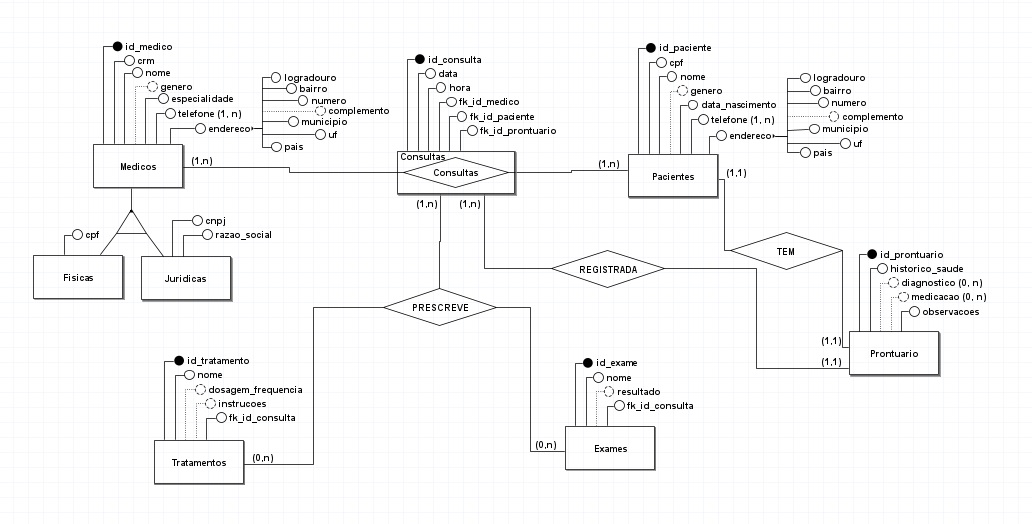 id_medico
crm
nome
genero
especialidade
telefone (1, n)
endereco
logradouro
bairro
numero
complemento
municipio
uf
pais
Medicos
(1,n)
id_consulta
data
hora
fk_id_medico
fk_id_paciente
fk_id_prontuario
Consultas
Consultas
(1,n)
(1,n)
(1,n)
id_paciente
cpf
nome
genero
data_nascimento
telefone (1, n)
endereco
logradouro
bairro
numero
complemento
municipio
uf
pais
Pacientes
(1,1)
cpf
Fisicas
cnpj
razao_social
Juridicas
TEM
REGISTRADA
PRESCREVE
id_prontuario
historico_saude
diagnostico (0, n)
medicacao (0, n)
observacoes
(1,1)
(1,1)
Prontuario
id_tratamento
nome
dosagem_frequencia
instrucoes
fk_id_consulta
Tratamentos
(0,n)
id_exame
nome
resultado
fk_id_consulta
(0,n)
Exames